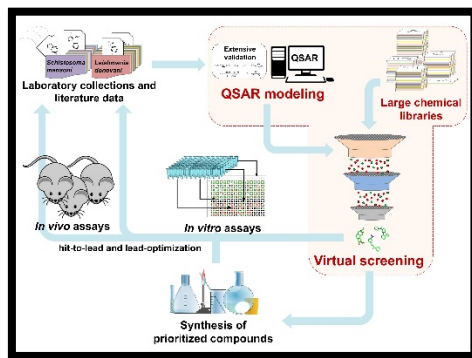 Schistosoma
mansoni
Leishmania
donovani
Laboratory collections and
literature data
Extensive
validation
QSAR
QSAR modeling
Large chemical
libraries
In vivo assays
In vitro assays
hit-to-lead and lead-optimization
Virtual screening
Synthesis of
prioritized compounds